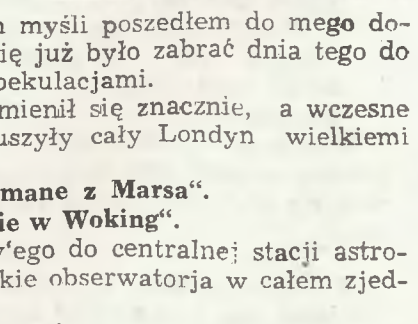 myśli poszedłem do mego do-
ię już było zabrać dnia tego do
pekulacjami.
mienił się znacznie, a wczesne
uszyły cały Londyn wielkiemi
mane z Marsa“.
ie w Woking“.
y‘ego do centralnej stacji astro-
kie obserwatorja w całem zjed-